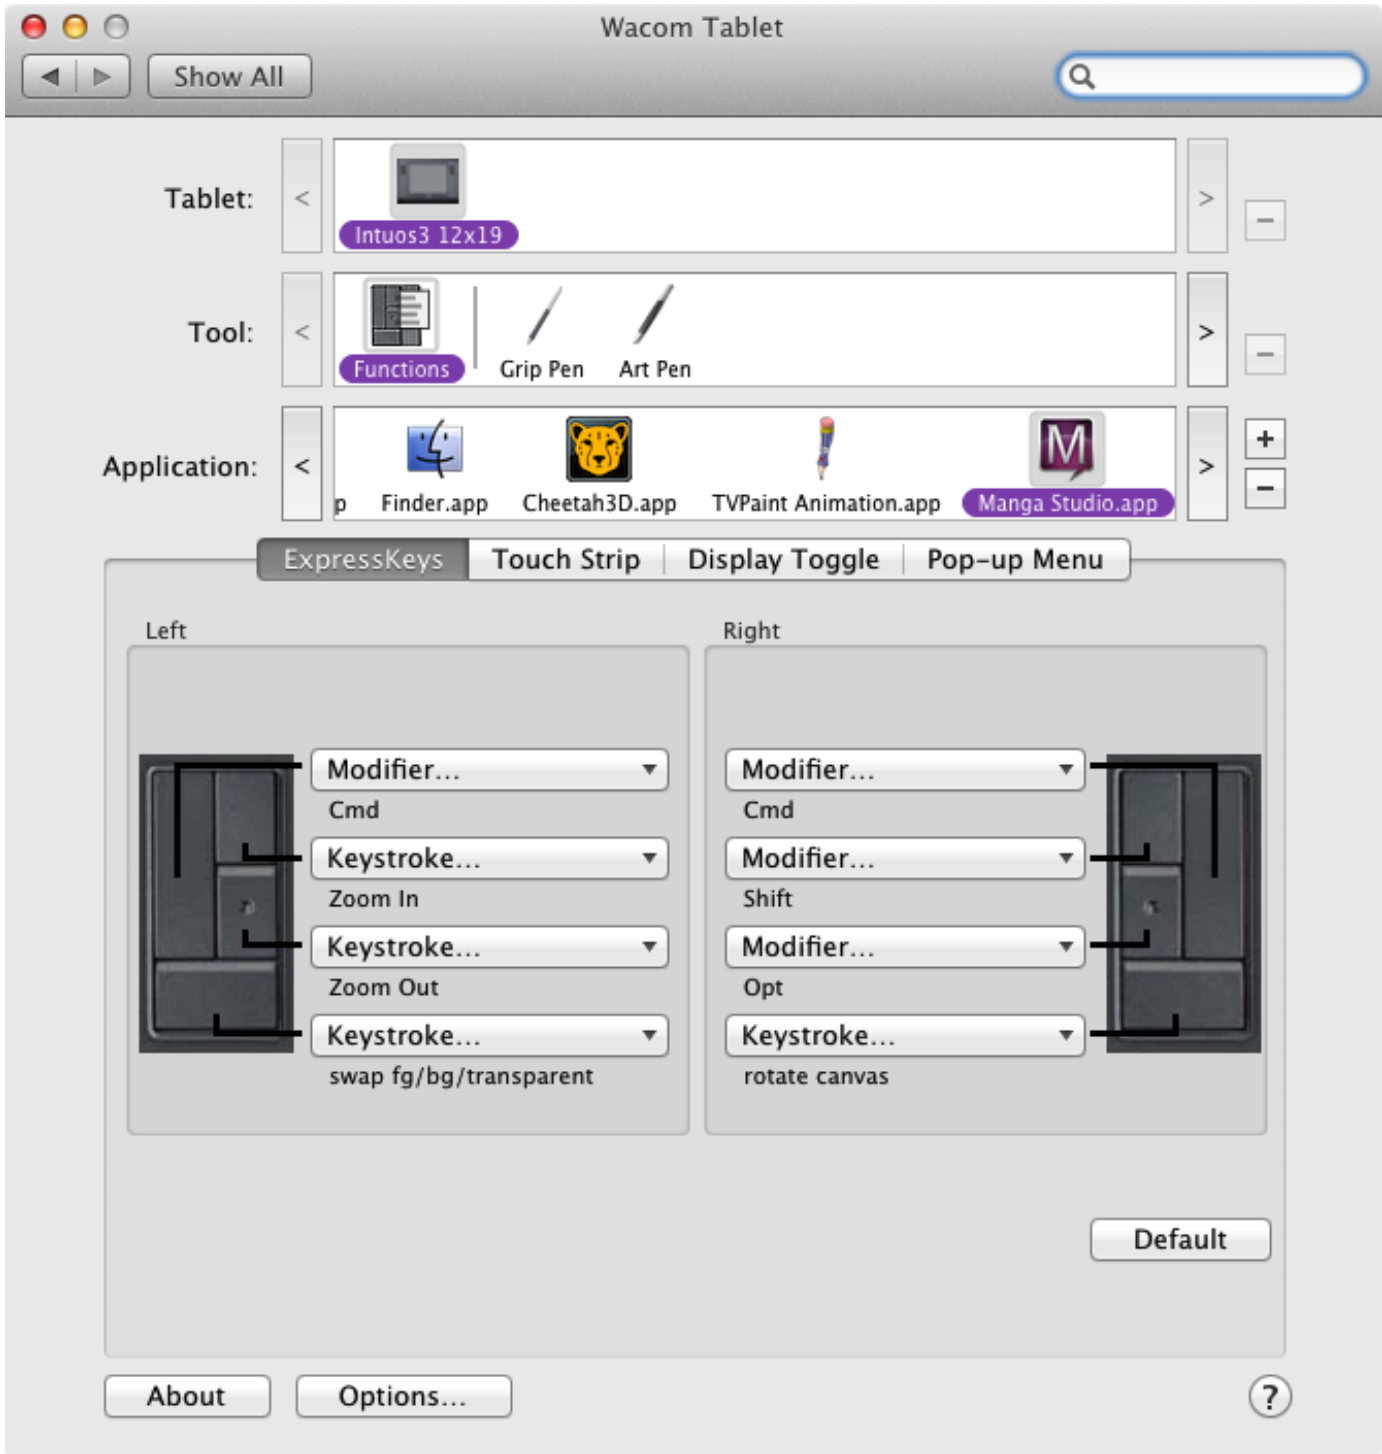 Wacom Tablet
Show All
Tablet:
<
>
−
Intuos3 12x19
Tool:
<
>
−
Functions
Grip Pen
Art Pen
Application:
<
>
+
−
p
Finder.app
Cheetah3D.app
TVPaint Animation.app
Manga Studio.app
ExpressKeys
Touch Strip
Display Toggle
Pop-up Menu
Left
Right
Modifier...
Modifier...
Cmd
Cmd
Keystroke...
Modifier...
Zoom In
Shift
Keystroke...
Modifier...
Zoom Out
Opt
Keystroke...
Keystroke...
swap fg/bg/transparent
rotate canvas
Default
About
Options...
?